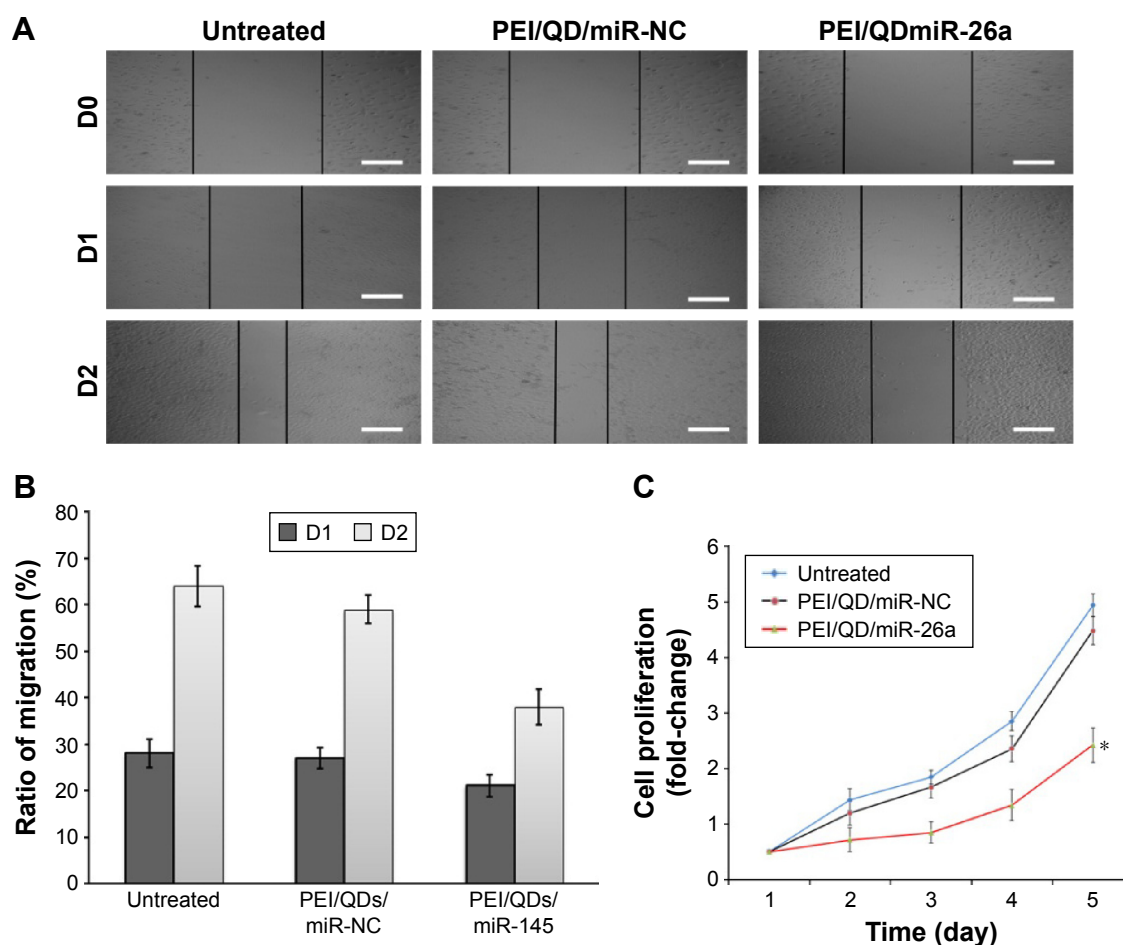 A
Untreated
PEI/QD/miR-NC
PEI/QDmiR-26a
D0
D1
D2
B
Ratio of migration (%)
80
70
60
50
40
30
20
10
0
D1
D2
Untreated
PEI/QDs/
miR-NC
PEI/QDs/
miR-145
C
Cell proliferation
(fold-change)
6
5
4
3
2
1
0
Untreated
PEI/QD/miR-NC
PEI/QD/miR-26a
*
1
2
3
4
5
Time (day)